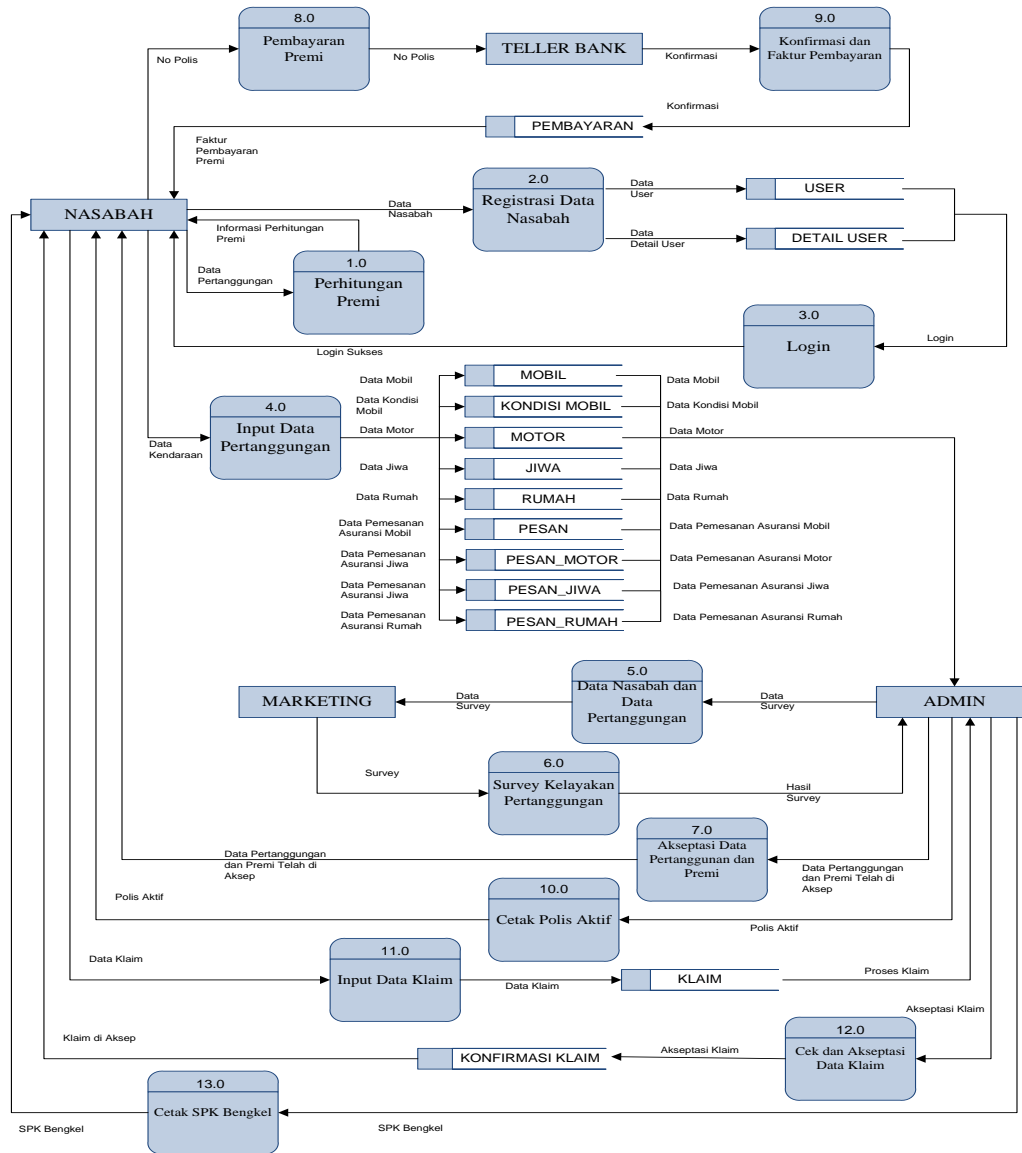 8.0
Pembayaran
Premi
No Polis
No Polis
TELLER BANK
Konfirmasi
9.0
Konfirmasi dan
Faktur Pembayaran
Konfirmasi
PEMBAYARAN
Faktur
Pembayaran
Premi
NASABAH
Data
Nasabah
2.0
Registrasi Data
Nasabah
Data
User
USER
Data
Detail User
DETAIL USER
Informasi Perhitungan
Premi
Data
Pertanggungan
1.0
Perhitungan
Premi
3.0
Login
Login
Login Sukses
4.0
Input Data
Pertanggungan
Data
Kendaraan
Data Mobil
MOBIL
Data Mobil
Data Kondisi
Mobil
KONDISI MOBIL
Data Kondisi Mobil
Data Motor
MOTOR
Data Motor
Data Jiwa
JIWA
Data Jiwa
Data Rumah
RUMAH
Data Rumah
Data Pemesanan
Asuransi Mobil
PESAN
Data Pemesanan Asuransi Mobil
Data Pemesanan
Asuransi Jiwa
PESAN_MOTOR
Data Pemesanan Asuransi Motor
Data Pemesanan
Asuransi Jiwa
PESAN_JIWA
Data Pemesanan Asuransi Jiwa
Data Pemesanan
Asuransi Rumah
PESAN_RUMAH
Data Pemesanan Asuransi Rumah
MARKETING
Data
Survey
5.0
Data Nasabah dan
Data
Pertanggungan
Data
Survey
ADMIN
Survey
6.0
Survey Kelayakan
Pertanggungan
Hasil
Survey
7.0
Akseptasi Data
Pertanggunan dan
Premi
Data Pertanggungan
dan Premi Telah di
Aksep
Data Pertanggungan
dan Premi Telah di
Aksep
Polis Aktif
10.0
Cetak Polis Aktif
Polis Aktif
Data Klaim
11.0
Input Data Klaim
Data Klaim
KLAIM
Proses Klaim
Akseptasi Klaim
Klaim di Aksep
KONFIRMASI KLAIM
Akseptasi Klaim
12.0
Cek dan Akseptasi
Data Klaim
13.0
Cetak SPK Bengkel
SPK Bengkel
SPK Bengkel